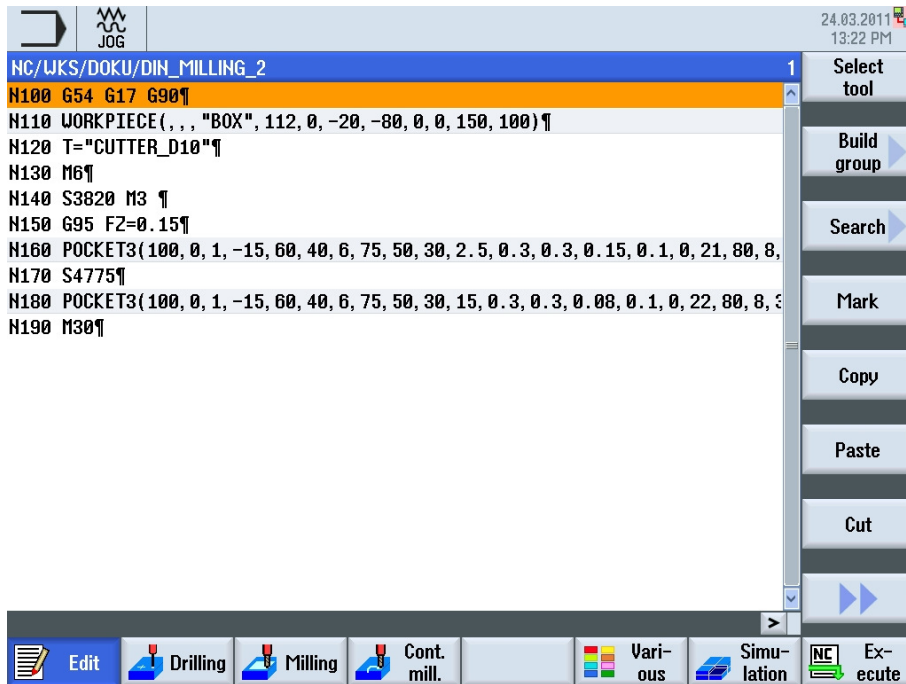 JOG
24.03.2011
13:22 PM
NC/WKS/DOKU/DIN_MILLING_2 1
N100 G54 G17 G90¶
N110 WORKPIECE(,,,"BOX",112,0,-20,-80,0,0,150,100)¶
N120 T="CUTTER_D10"¶
N130 M6¶
N140 S3820 M3 ¶
N150 G95 FZ=0.15¶
N160 POCKET3(100,0,1,-15,60,40,6,75,50,30,2.5,0.3,0.3,0.15,0.1,0,21,80,8,
N170 S4775¶
N180 POCKET3(100,0,1,-15,60,40,6,75,50,30,15,0.3,0.3,0.08,0.1,0,22,80,8,
N190 M30¶
Select
tool
Build
group
Search
Mark
Copy
Paste
Cut
>
Edit
Drilling
Milling
Cont.
mill.
Vari-
ous
Simu-
lation
NC
Ex-
ecute